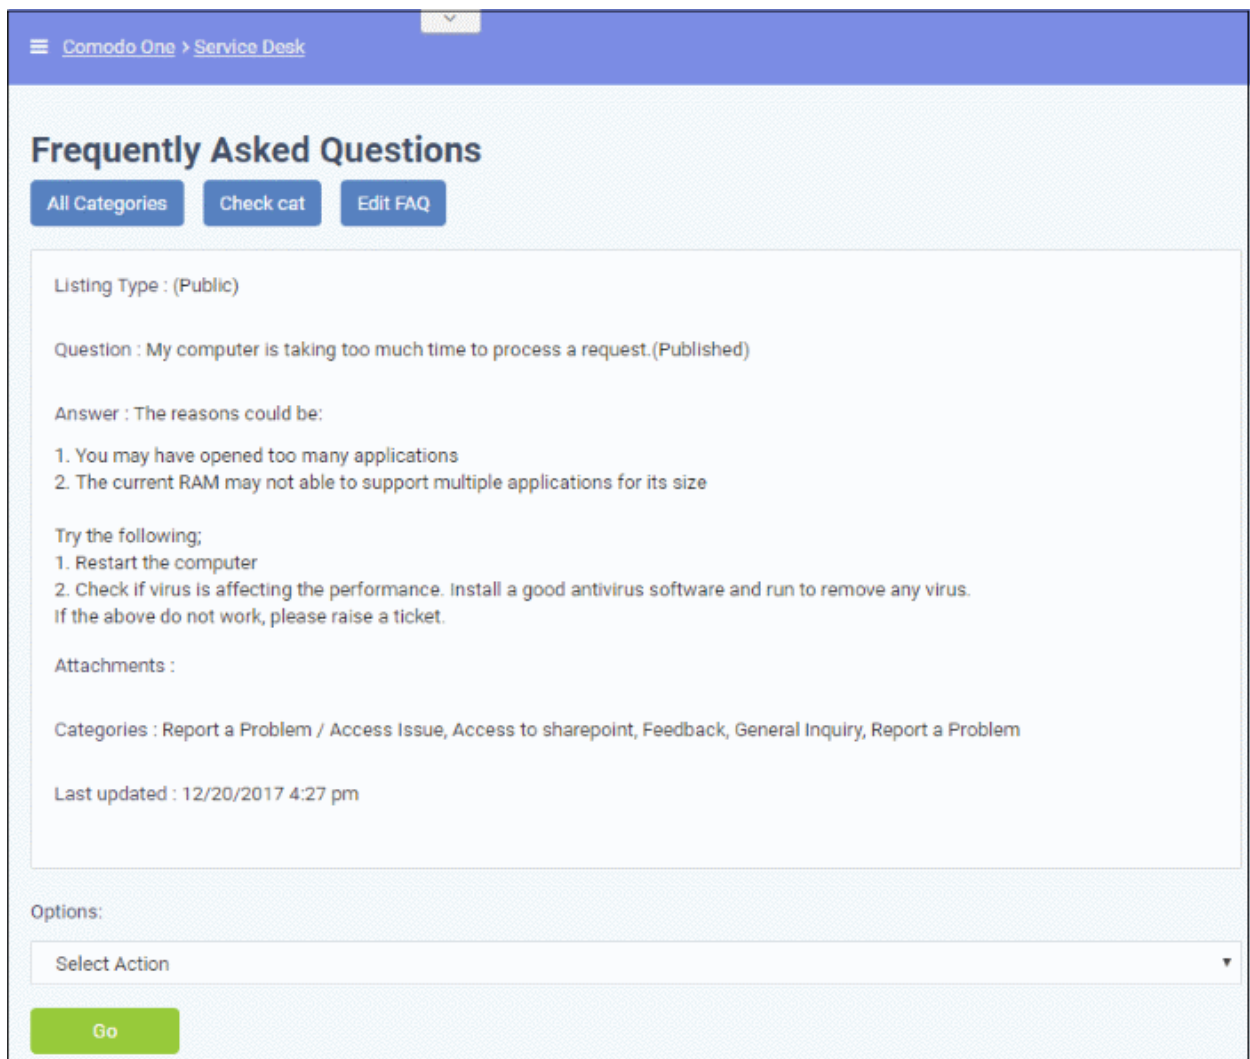 Comodo One > Service Desk
Frequently Asked Questions
All Categories Check cat Edit FAQ
Listing Type : (Public)
Question : My computer is taking too much time to process a request.(Published)
Answer : The reasons could be:
1. You may have opened too many applications
2. The current RAM may not able to support multiple applications for its size
Try the following;
1. Restart the computer
2. Check if virus is affecting the performance. Install a good antivirus software and run to remove any virus.
If the above do not work, please raise a ticket.
Attachments :
Categories : Report a Problem / Access Issue, Access to sharepoint, Feedback, General Inquiry, Report a Problem
Last updated : 12/20/2017 4:27 pm
Options:
Select Action
Go